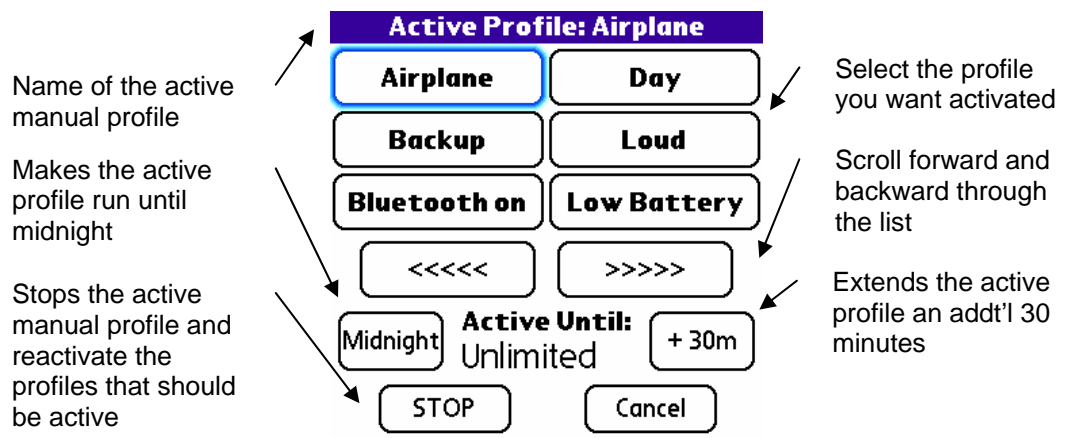 Active Profile: Airplane
Name of the active
manual profile
Makes the active
profile run until
midnight
Stops the active
manual profile and
reactivate the
profiles that should
be active
Airplane
Day
Backup
Loud
Bluetooth on
Low Battery
<<<<<
>>>>>
Midnight
Active Until:
Unlimited
+ 30m
STOP
Cancel
Select the profile
you want activated
Scroll forward and
backward through
the list
Extends the active
profile an addt’l 30
minutes